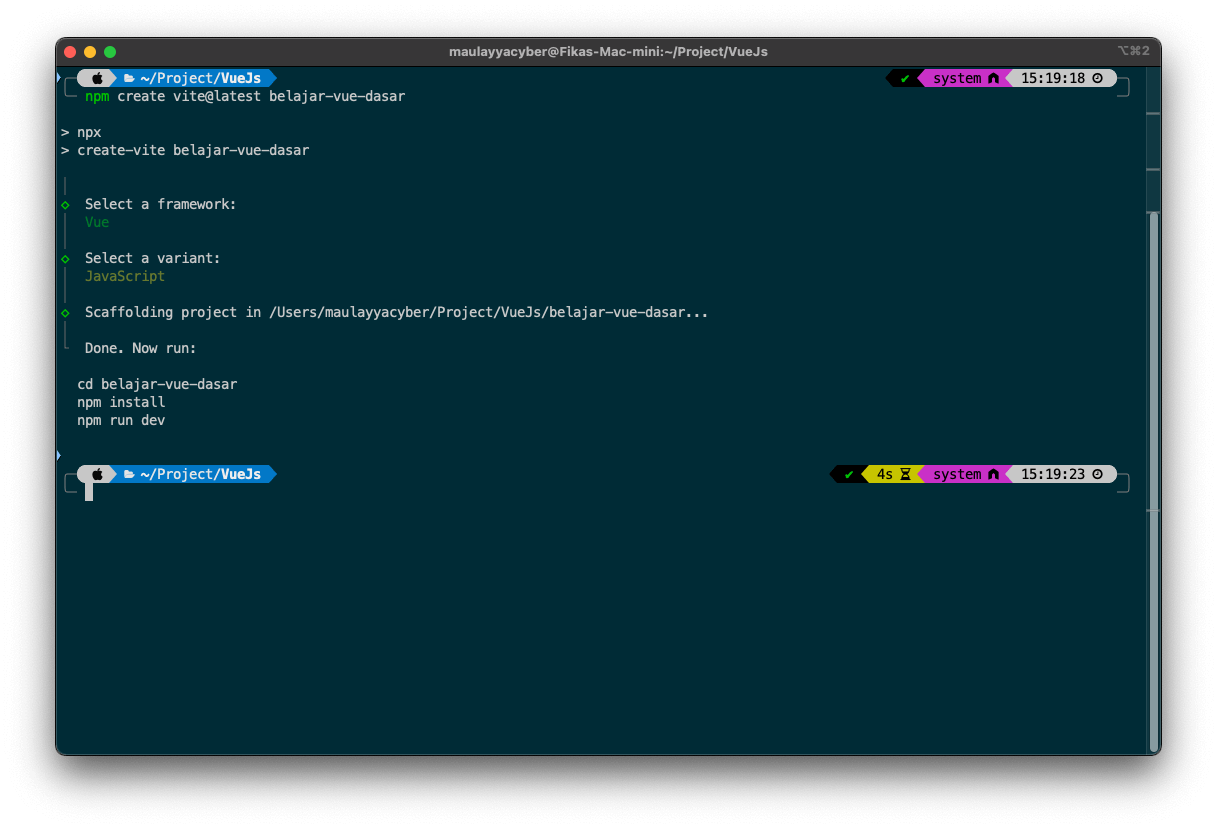 maulayyacyber@Fikas-Mac-mini:~/Project/VueJs ⌥⌘2
~/Project/VueJs ✔ system 15:19:18
npm create vite@latest belajar-vue-dasar
> npx
> create-vite belajar-vue-dasar
◇ Select a framework:
Vue
◇ Select a variant:
JavaScript
◇ Scaffolding project in /Users/maulayyacyber/Project/VueJs/belajar-vue-dasar...
Done. Now run:
cd belajar-vue-dasar
npm install
npm run dev
~/Project/VueJs ✔ 4s system 15:19:23